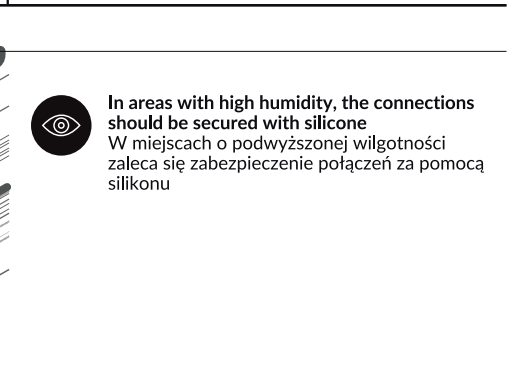 In areas with high humidity, the connections
should be secured with silicone
W miejscach o podwyższonej wilgotności
zaleca się zabezpieczenie połączeń za pomocą
silikonu